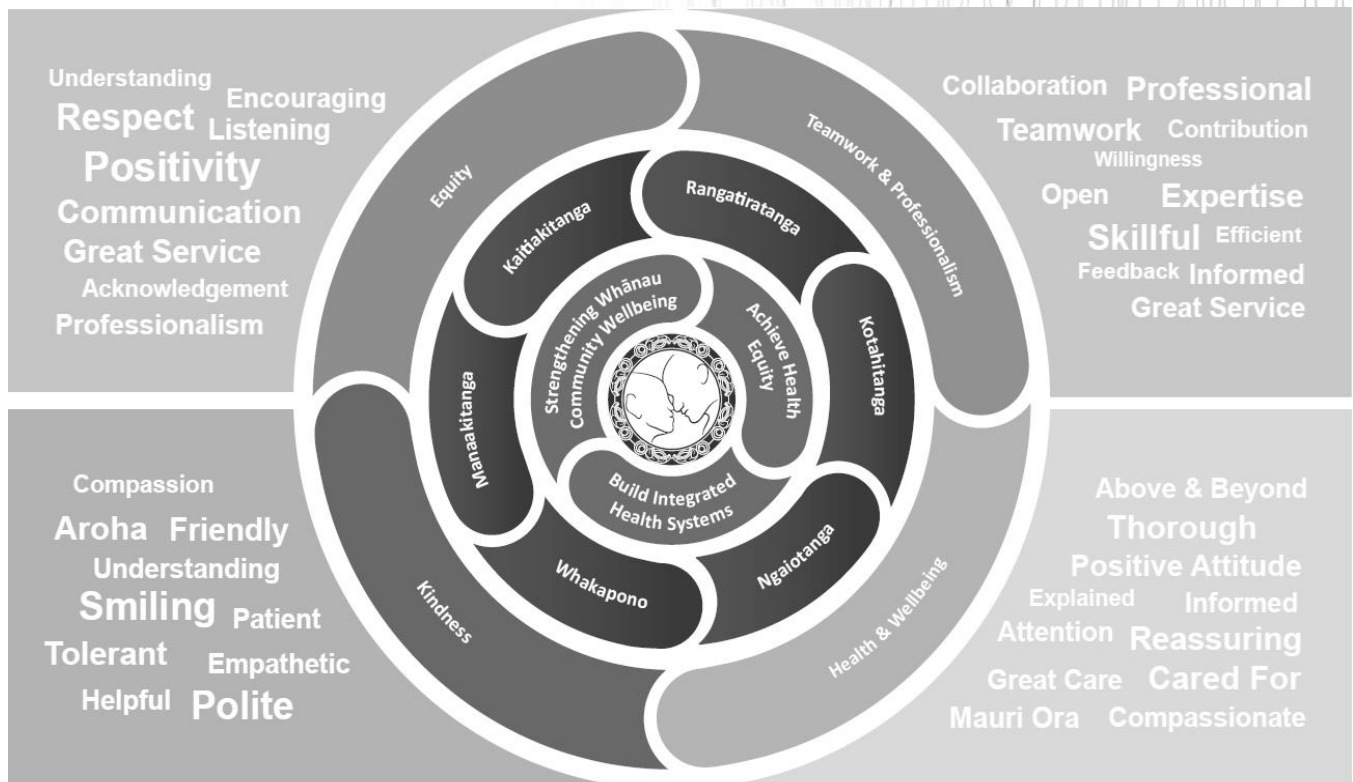 Understanding
Encouraging
Respect
Listening
Positivity
Communication
Great Service
Acknowledgement
Professionalism
Collaboration
Professional
Teamwork
Contribution
Willingness
Open
Expertise
Skillful
Efficient
Feedback
Informed
Great Service
Equity
Teamwork & Professionalism
Kaitiakitanga
Rangatiratanga
Kotahitanga
Manaakitanga
Whakapono
Ngaiotanga
Strengthening Whānau
Community Wellbeing
Achieve Health
Equity
Build Integrated
Health Systems
Kindness
Health & Wellbeing
Compassion
Aroha
Friendly
Understanding
Smiling
Patient
Tolerant
Empathetic
Helpful
Polite
Above & Beyond
Thorough
Positive Attitude
Explained
Informed
Attention
Reassuring
Great Care
Cared For
Mauri Ora
Compassionate